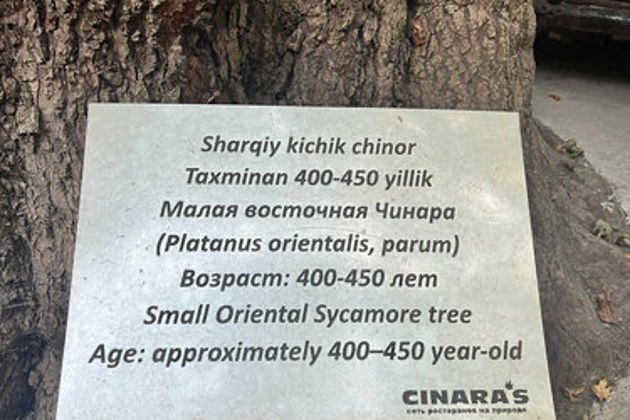 Sharqiy kichik chinor
Taxminan 400-450 yillik
Малая восточная Чинара
(Platanus orientalis, parum)
Возраст: 400-450 лет
Small Oriental Sycamore tree
Age: approximately 400–450 year-old
CINARA'S
сеть ресторанов на природе